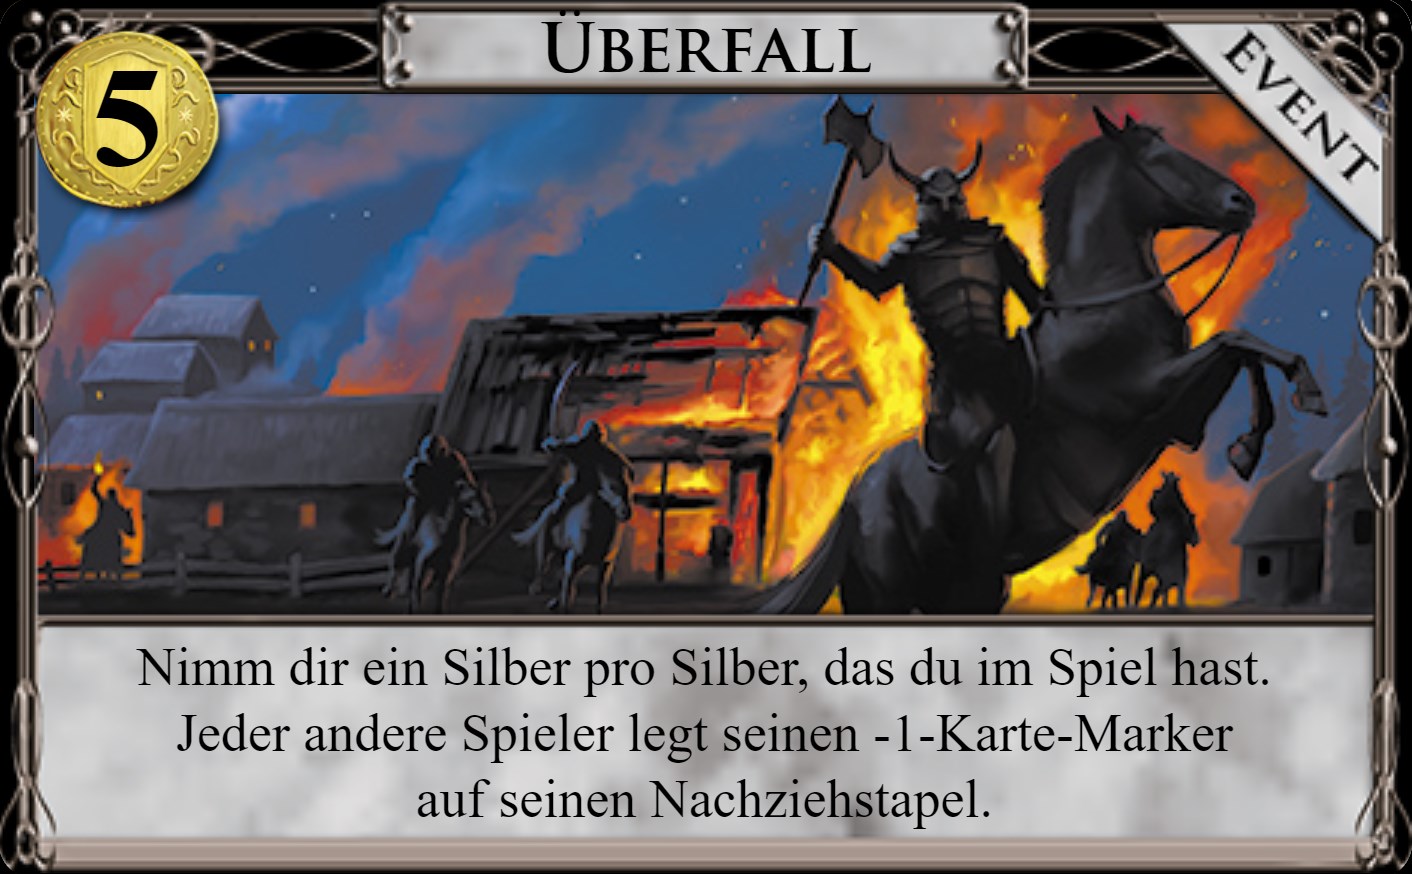 5
ÜBERFALL
EVENT
Nimm dir ein Silber pro Silber, das du im Spiel hast.
Jeder andere Spieler legt seinen -1-Karte-Marker
auf seinen Nachziehstapel.